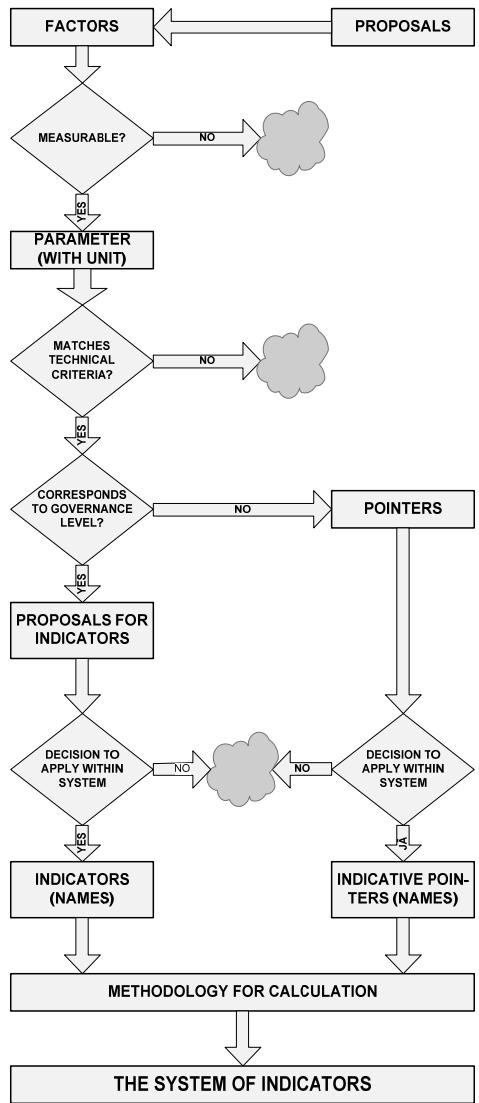 FACTORS
PROPOSALS
MEASURABLE?
NO
YES
PARAMETER
(WITH UNIT)
MATCHES
TECHNICAL
CRITERIA?
NO
YES
CORRESPONDS
TO GOVERNANCE
LEVEL?
NO
POINTERS
YES
PROPOSALS FOR
INDICATORS
DECISION TO
APPLY WITHIN
SYSTEM
NO
NO
DECISION TO
APPLY WITHIN
SYSTEM
YES
JÄ
INDICATORS
(NAMES)
INDICATIVE POIN-
TERS (NAMES)
METHODOLOGY FOR CALCULATION
THE SYSTEM OF INDICATORS